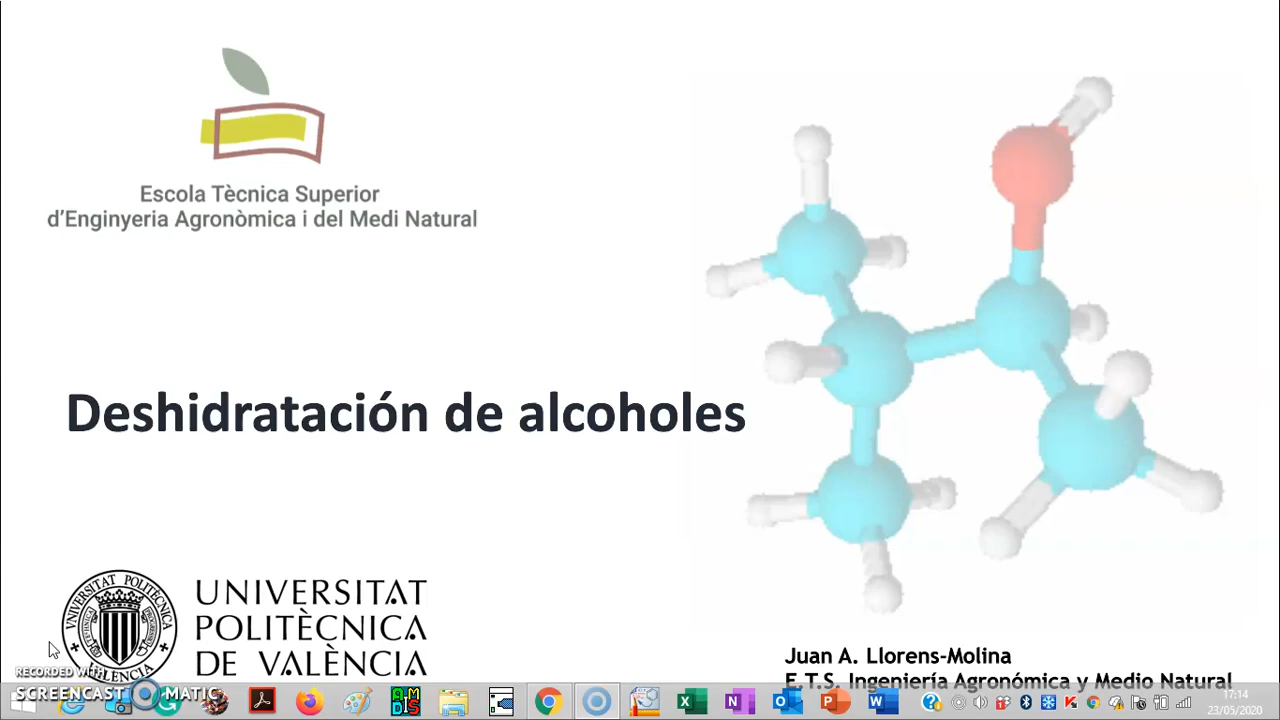 Escola Tècnica Superior
d'Enginyeria Agronòmica i del Medi Natural
Deshidratación de alcoholes
UNIVERSITAT
POLITÈCNICA
DE VALÈNCIA
Juan A. Llorens-Molina
E.T.S. Ingeniería Agronómica y Medio Natural
RECORDED WITH
SCREENCAST MATIC
17:14
23/05/2020